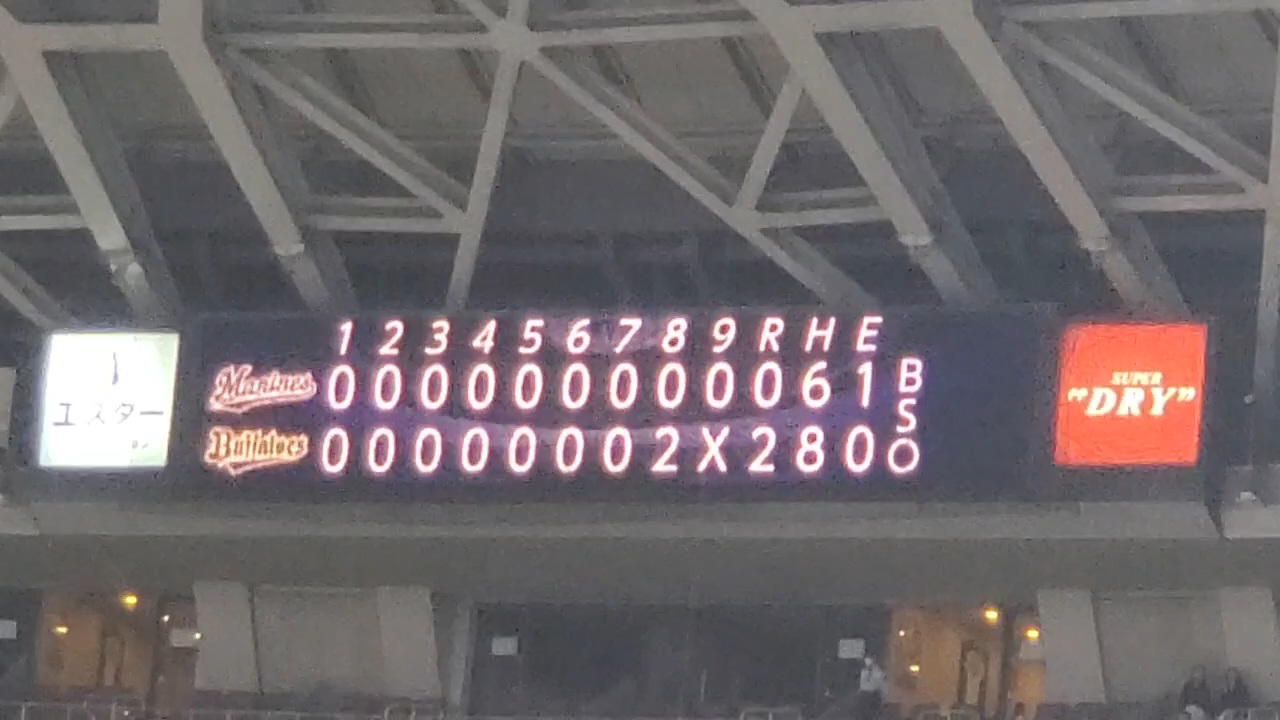 1 2 3 4 5 6 7 8 9 R H E
Marines 0 0 0 0 0 0 0 0 0 0 6 1
Buffaloes 0 0 0 0 0 0 0 2 X 2 8 0
B
S
O
エスター
SUPER
"DRY"